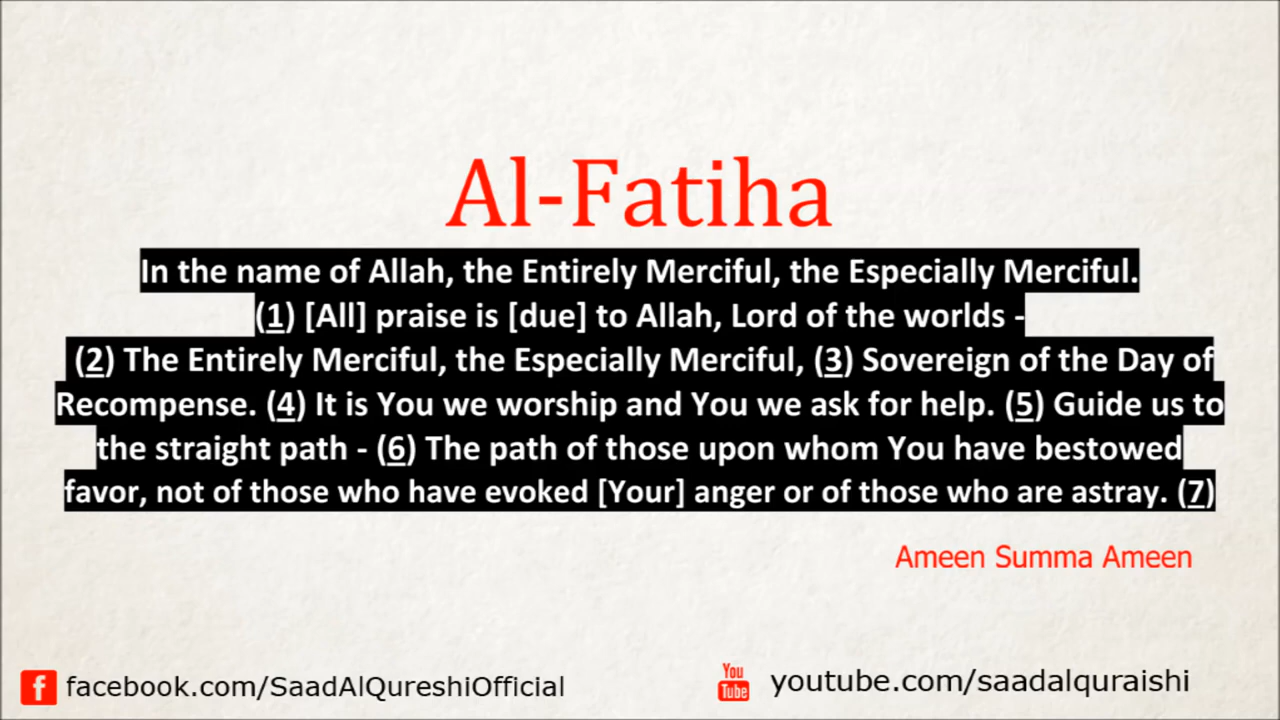 Al-Fatiha
In the name of Allah, the Entirely Merciful, the Especially Merciful.
(1) [All] praise is [due] to Allah, Lord of the worlds -
(2) The Entirely Merciful, the Especially Merciful, (3) Sovereign of the Day of
Recompense. (4) It is You we worship and You we ask for help. (5) Guide us to
the straight path - (6) The path of those upon whom You have bestowed
favor, not of those who have evoked [Your] anger or of those who are astray. (7)
Ameen Summa Ameen
facebook.com/SaadAlQureshiOfficial
You
Tube
youtube.com/saadalquraishi